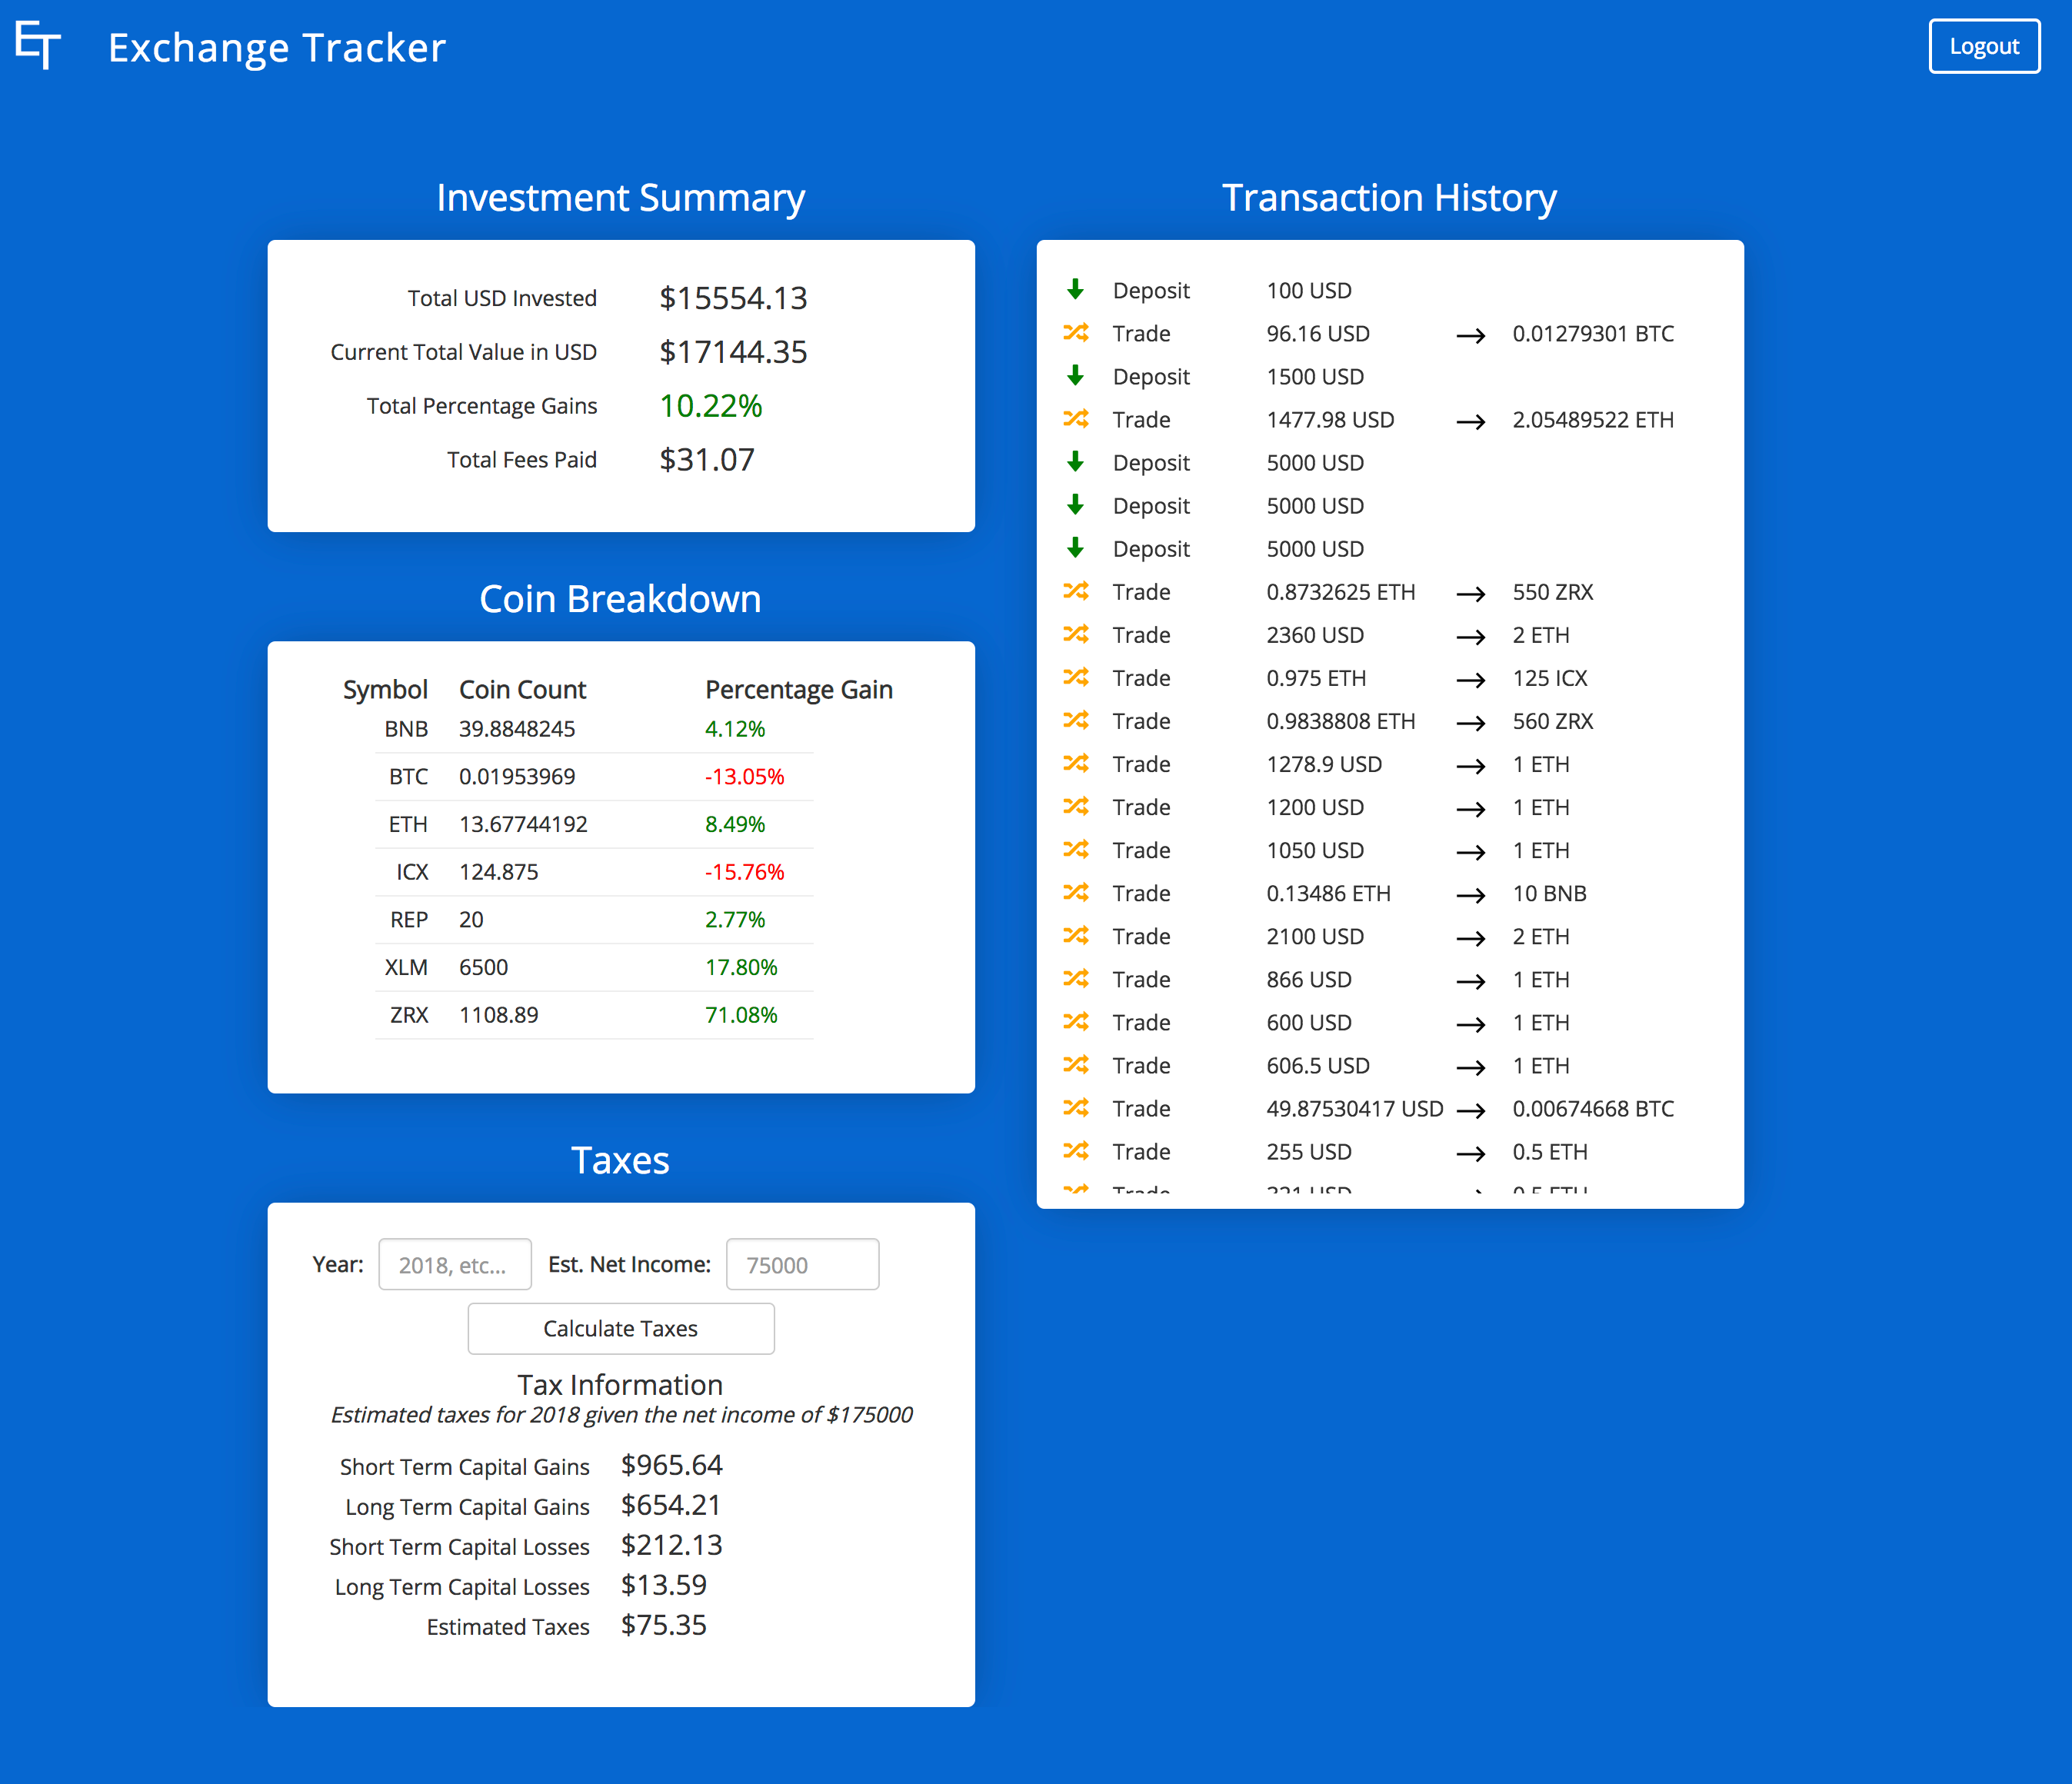 ET Exchange Tracker
Logout
Investment Summary
Total USD Invested $15554.13
Current Total Value in USD $17144.35
Total Percentage Gains 10.22%
Total Fees Paid $31.07
Coin Breakdown
Symbol Coin Count Percentage Gain
BNB 39.8848245 4.12%
BTC 0.01953969 -13.05%
ETH 13.67744192 8.49%
ICX 124.875 -15.76%
REP 20 2.77%
XLM 6500 17.80%
ZRX 1108.89 71.08%
Taxes
Year: 2018, etc... Est. Net Income: 75000
Calculate Taxes
Tax Information
Estimated taxes for 2018 given the net income of $175000
Short Term Capital Gains $965.64
Long Term Capital Gains $654.21
Short Term Capital Losses $212.13
Long Term Capital Losses $13.59
Estimated Taxes $75.35
Transaction History
Deposit 100 USD
Trade 96.16 USD → 0.01279301 BTC
Deposit 1500 USD
Trade 1477.98 USD → 2.05489522 ETH
Deposit 5000 USD
Deposit 5000 USD
Deposit 5000 USD
Trade 0.8732625 ETH → 550 ZRX
Trade 2360 USD → 2 ETH
Trade 0.975 ETH → 125 ICX
Trade 0.9838808 ETH → 560 ZRX
Trade 1278.9 USD → 1 ETH
Trade 1200 USD → 1 ETH
Trade 1050 USD → 1 ETH
Trade 0.13486 ETH → 10 BNB
Trade 2100 USD → 2 ETH
Trade 866 USD → 1 ETH
Trade 600 USD → 1 ETH
Trade 606.5 USD → 1 ETH
Trade 49.87530417 USD → 0.00674668 BTC
Trade 255 USD → 0.5 ETH
Trade USD → ETH